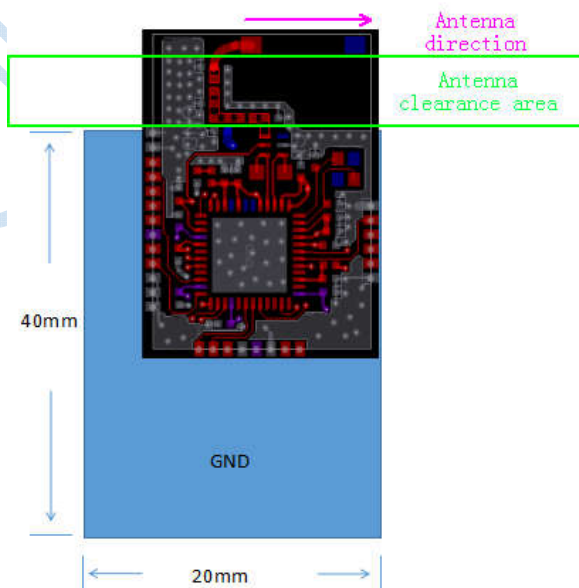 Antenna
direction
Antenna
clearance area
40mm
GND
20mm